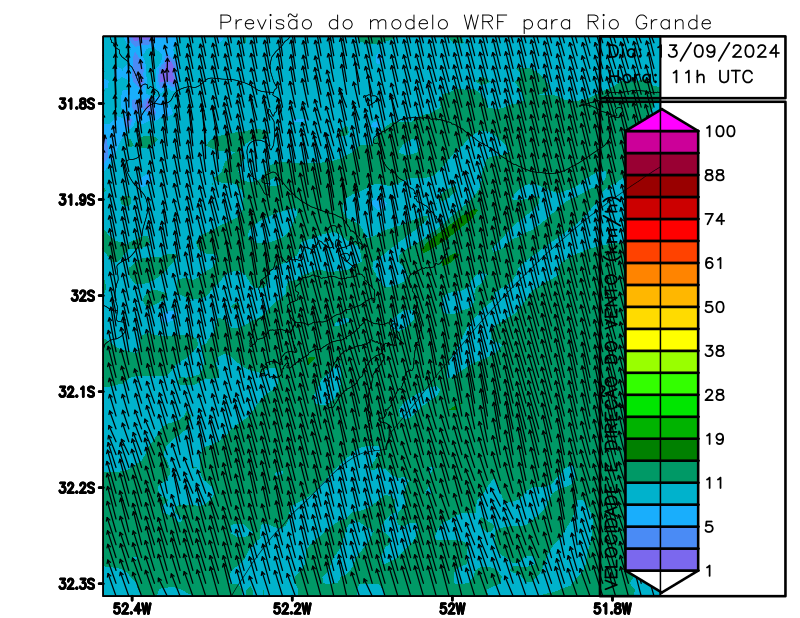 Previsão do modelo WRF para Rio Grande
Dia: 13/09/2024
Hora: 11h UTC
31.8S
31.9S
32S
32.1S
32.2S
32.3S
52.4W
52.2W
52W
51.8W
VELOCIDADE E DIREÇÃO DO VENTO (km/h)
100
88
74
61
50
38
28
19
11
5
1